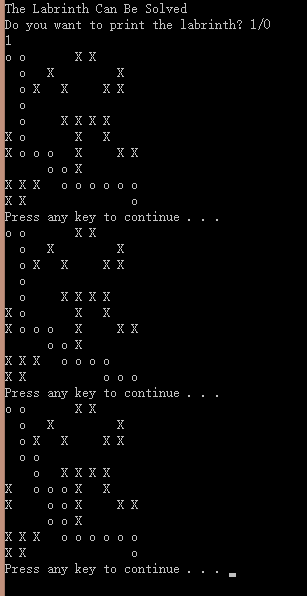 The Labrinth Can Be Solved
Do you want to print the labrinth? 1/0
1
o o       X X
  o   X         X
  o X   X     X X
  o
  o     X X X X
X o       X   X
X o o o   X     X X
      o o X
X X X   o o o o o o
X X               o
Press any key to continue . . .
o o       X X
  o   X         X
  o X   X     X X
  o
  o     X X X X
X o       X   X
X o o o   X     X X
      o o X
X X X   o o o o
X X           o o o
Press any key to continue . . .
o o       X X
  o   X         X
  o X   X     X X
  o o
    o   X X X X
X   o o o X   X
X     o o X     X X
      o o X
X X X   o o o o o o
X X               o
Press any key to continue . . .